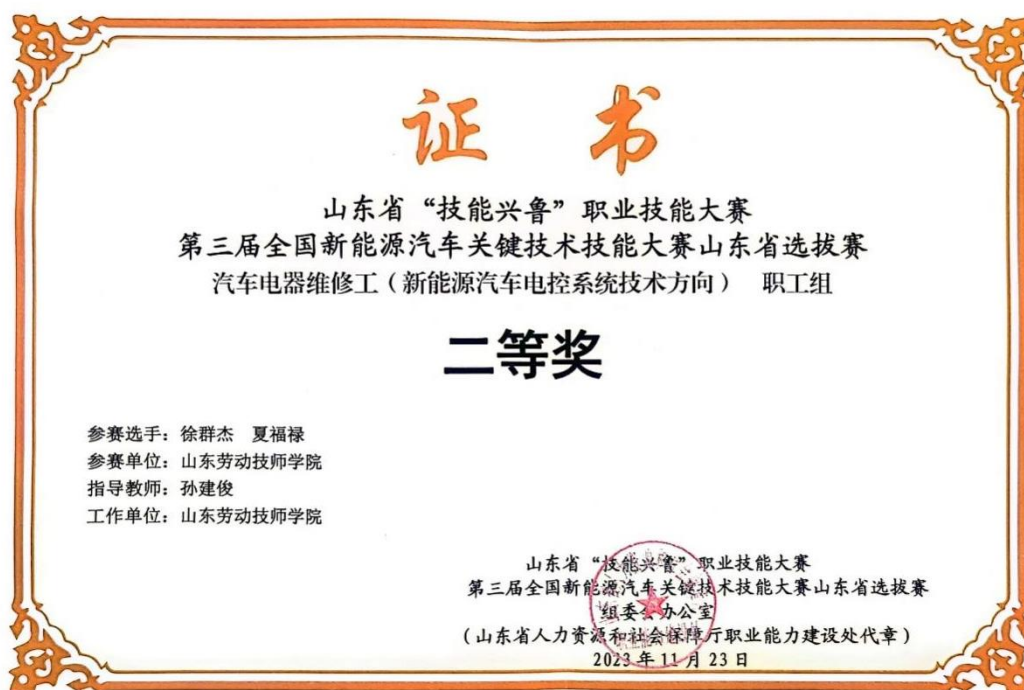 证 书
山东省“技能兴鲁”职业技能大赛
第三届全国新能源汽车关键技术技能大赛山东省选拔赛
汽车电器维修工（新能源汽车电控系统技术方向） 职工组
二等奖
参赛选手：徐群杰 夏福禄
参赛单位：山东劳动技师学院
指导教师：孙建俊
工作单位：山东劳动技师学院
山东省“技能兴鲁”职业技能大赛
第三届全国新能源汽车关键技术技能大赛山东省选拔赛
组委会办公室
（山东省人力资源和社会保障厅职业能力建设处代章）
2023年11月23日